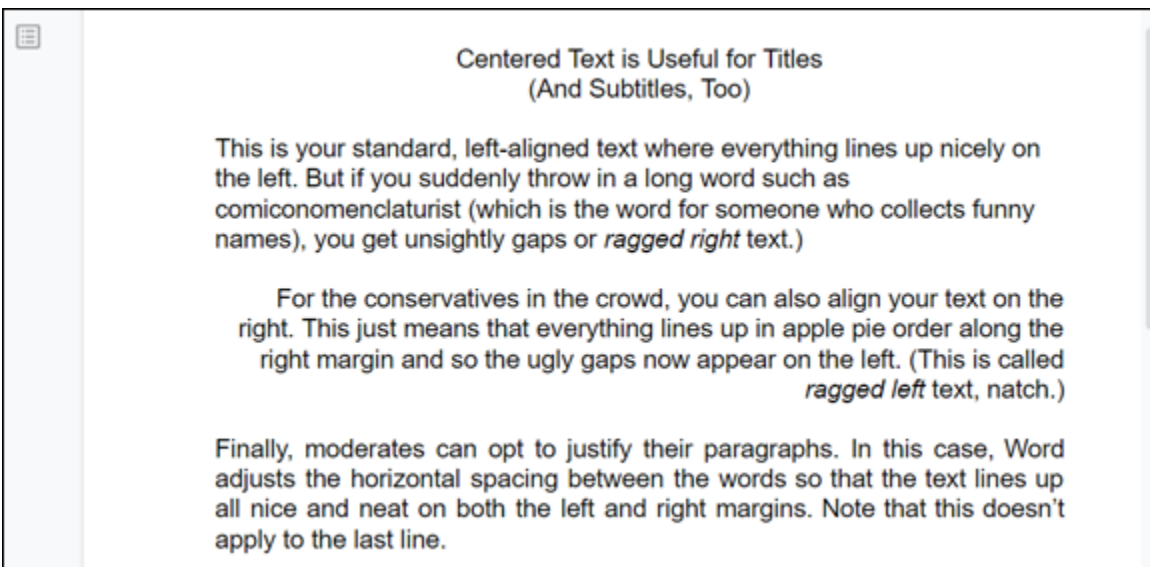 Centered Text is Useful for Titles
(And Subtitles, Too)
This is your standard, left-aligned text where everything lines up nicely on
the left. But if you suddenly throw in a long word such as
comiconomenclaturist (which is the word for someone who collects funny
names), you get unsightly gaps or ragged right text.)
For the conservatives in the crowd, you can also align your text on the
right. This just means that everything lines up in apple pie order along the
right margin and so the ugly gaps now appear on the left. (This is called
ragged left text, natch.)
Finally, moderates can opt to justify their paragraphs. In this case, Word
adjusts the horizontal spacing between the words so that the text lines up
all nice and neat on both the left and right margins. Note that this doesn’t
apply to the last line.